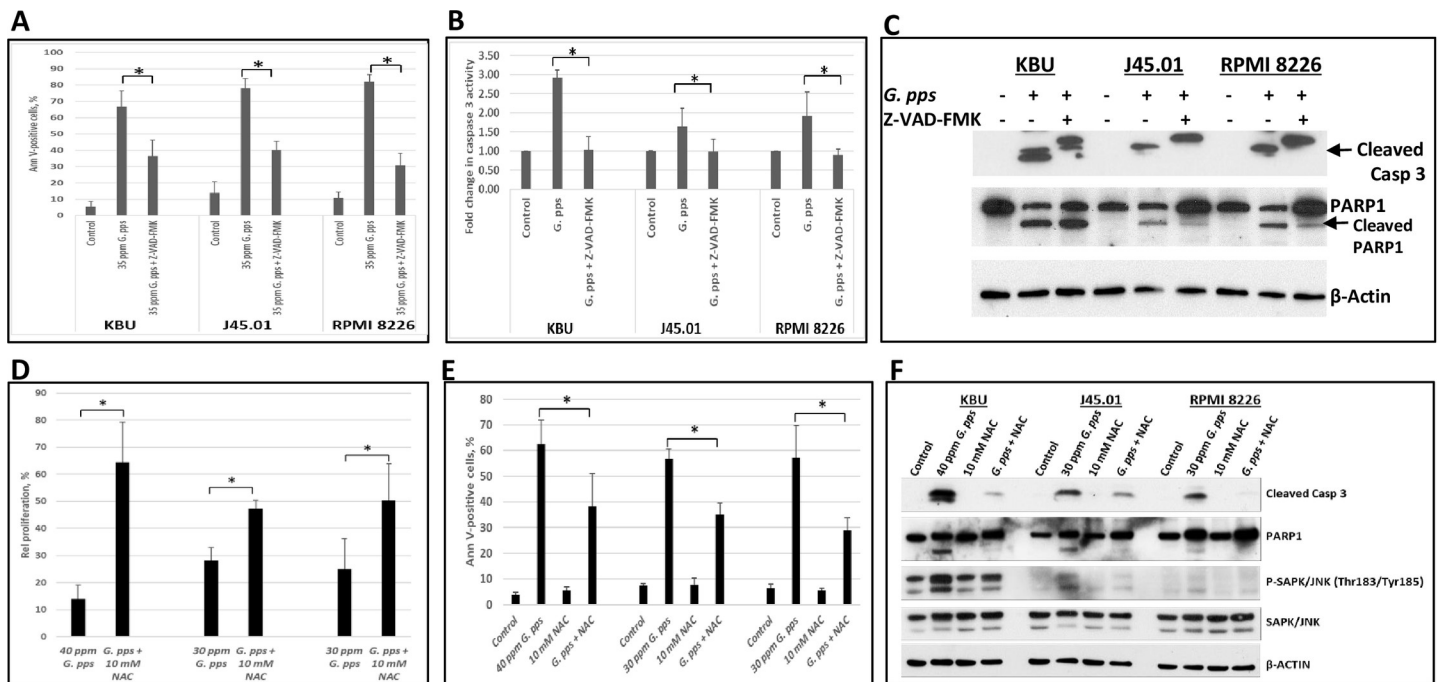 A
100
90
80
70
60
50
40
30
20
10
0
Ann V-positive cells, %
*
*
*
Control
35 ppm G. pps
35 ppm G. pps + Z-VAD-FMK
Control
35 ppm G. pps
35 ppm G. pps + Z-VAD-FMK
Control
35 ppm G. pps
35 ppm G. pps + Z-VAD-FMK
KBU J45.01 RPMI 8226
B
3.50
3.00
2.50
2.00
1.50
1.00
0.50
0.00
Fold change in caspase 3 activity
*
*
*
Control
G. pps
G. pps + Z-VAD-FMK
Control
G. pps
G. pps + Z-VAD-FMK
Control
G. pps
G. pps + Z-VAD-FMK
KBU J45.01 RPMI 8226
C
KBU J45.01 RPMI 8226
G. pps - + + - + + - + +
Z-VAD-FMK - - + - - + - - +
Cleaved
Casp 3
PARP1
Cleaved
PARP1
β-Actin
D
90
80
70
60
50
40
30
20
10
0
Rel proliferation, %
*
*
*
40 ppm
G. pps
G. pps +
10 mM
NAC
30 ppm
G. pps
G. pps +
10 mM
NAC
30 ppm
G. pps
G. pps +
10 mM
NAC
E
80
70
60
50
40
30
20
10
0
Ann V-positive cells, %
*
*
*
Control
40 ppm G. pps
10 mM NAC
G. pps + NAC
Control
30 ppm G. pps
10 mM NAC
G. pps + NAC
Control
30 ppm G. pps
10 mM NAC
G. pps + NAC
F
KBU J45.01 RPMI 8226
Control
40 ppm G. pps
10 mM NAC
G. pps + NAC
Control
30 ppm G. pps
10 mM NAC
G. pps + NAC
Control
30 ppm G. pps
10 mM NAC
G. pps + NAC
Cleaved Casp 3
PARP1
P-SAPK/JNK (Thr183/Tyr185)
SAPK/JNK
β-ACTIN